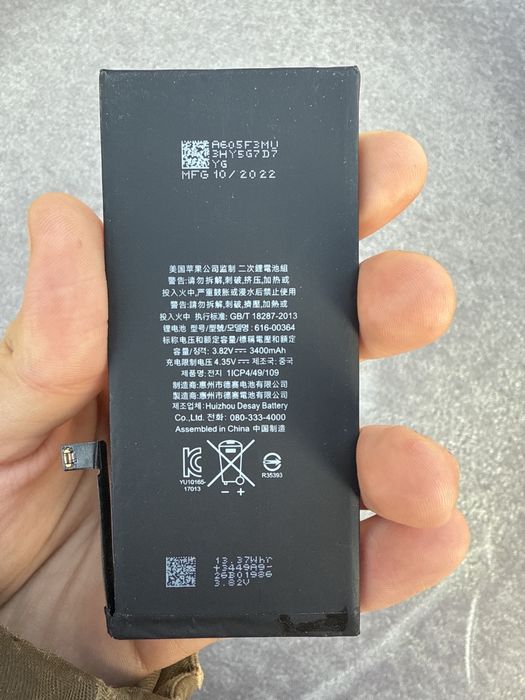 A605F3MU
3HY5G7D7
YG
MFG 10/2022
美国苹果公司监制 二次鋰電池組
警告:请勿拆解,刺破,挤压,加热或
投入火中,严重鼓胀或浸水后禁用
警告:請勿拆解,刺破,擠壓,加熱或
投入火中 执行标准: GB/T 18287-2013
锂电池 型号/型號/모델명: 616-00364
标称电压和额定容量/標稱電壓和額定
容量/정격: 3.82V⎓ 3400mAh
充电限制电压 4.35V⎓ 제조국: 중국
제품명: 전지 1ICP4/49/109
制造商:惠州市德赛电池有限公司
製造商:惠州市德賽電池有限公司
제조업체: Huizhou Desay Battery
Co., Ltd. 전화: 080-333-4000
Assembled in China 中国制造
YU10165-
17013
R35393
13.37Whr
+3449A9-
26B01986
3.82V